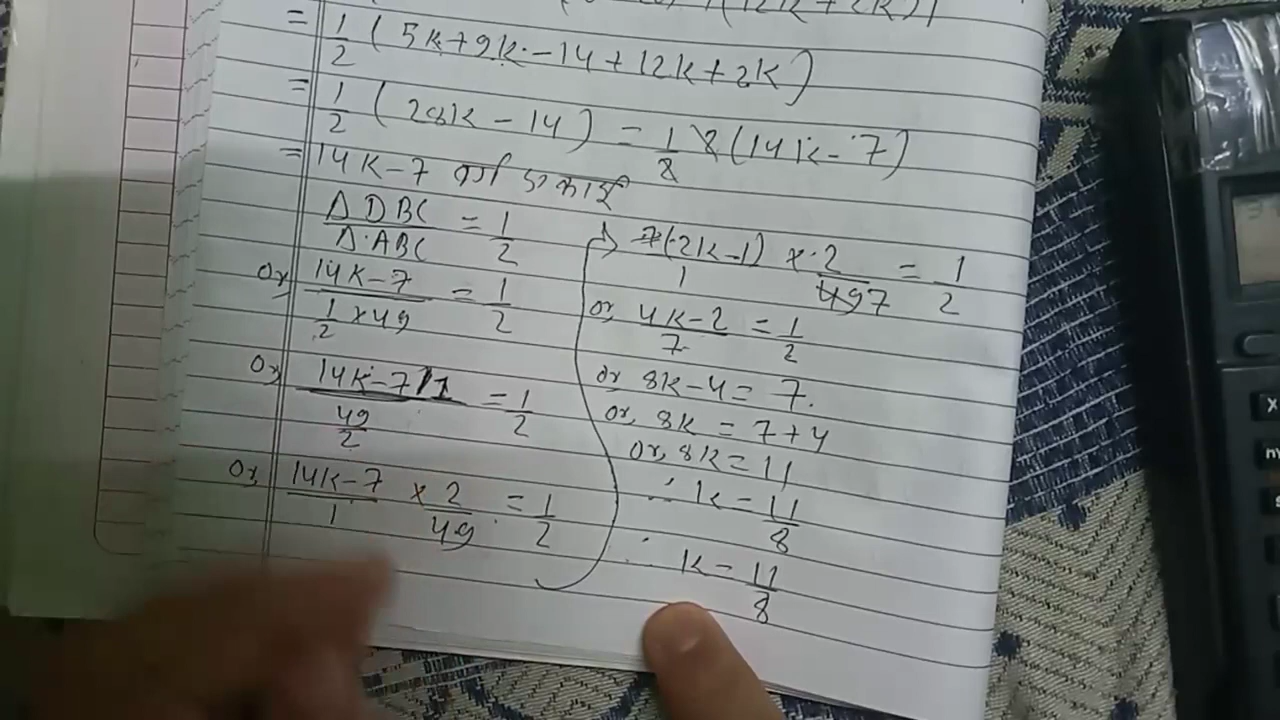 = 1/2 (5k+9k-14+12k+2k)
= 1/2 (28k-14) = 1/2 × 2(14k-7)
= 14k-7 वर्ग
ΔDBC/ΔABC = 1/2
Or, (14k-7)/(1/2 × 49) = 1/2
Or, (14k-7/1)/(49/2) = 1/2
Or, (14k-7)/1 × 2/49 = 1/2
→ 7(2k-1)/1 × 2/49 7 = 1/2
or, (4k-2)/7 = 1/2
or 8k-4 = 7.
or, 8k = 7+4
or, 8k = 11
∴ k = 11/8
∴ k = 11/8